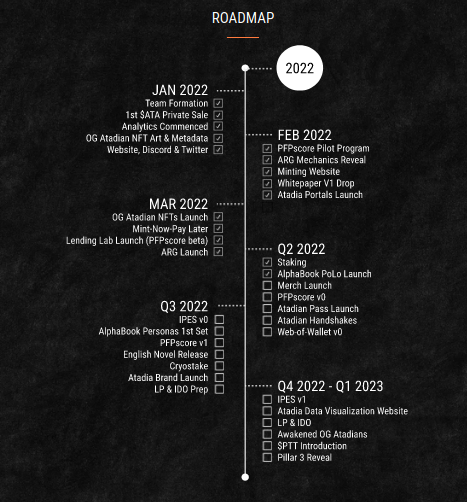 ROADMAP
2022
JAN 2022
Team Formation
1st $ATA Private Sale
Analytics Commenced
OG Atadian NFT Art & Metadata
Website, Discord & Twitter
FEB 2022
PFPscore Pilot Program
ARG Mechanics Reveal
Minting Website
Whitepaper V1 Drop
Atadia Portals Launch
MAR 2022
OG Atadian NFTs Launch
Mint-Now-Pay Later
Lending Lab Launch (PFPscore beta)
ARG Launch
Q2 2022
Staking
AlphaBook PoLo Launch
Merch Launch
PFPscore v0
Atadian Pass Launch
Atadian Handshakes
Web-of-Wallet v0
Q3 2022
IPES v0
AlphaBook Personas 1st Set
PFPscore v1
English Novel Release
Cryostake
Atadia Brand Launch
LP & IDO Prep
Q4 2022 - Q1 2023
IPES v1
Atadia Data Visualization Website
LP & IDO
Awakened OG Atadians
$PTT Introduction
Pillar 3 Reveal